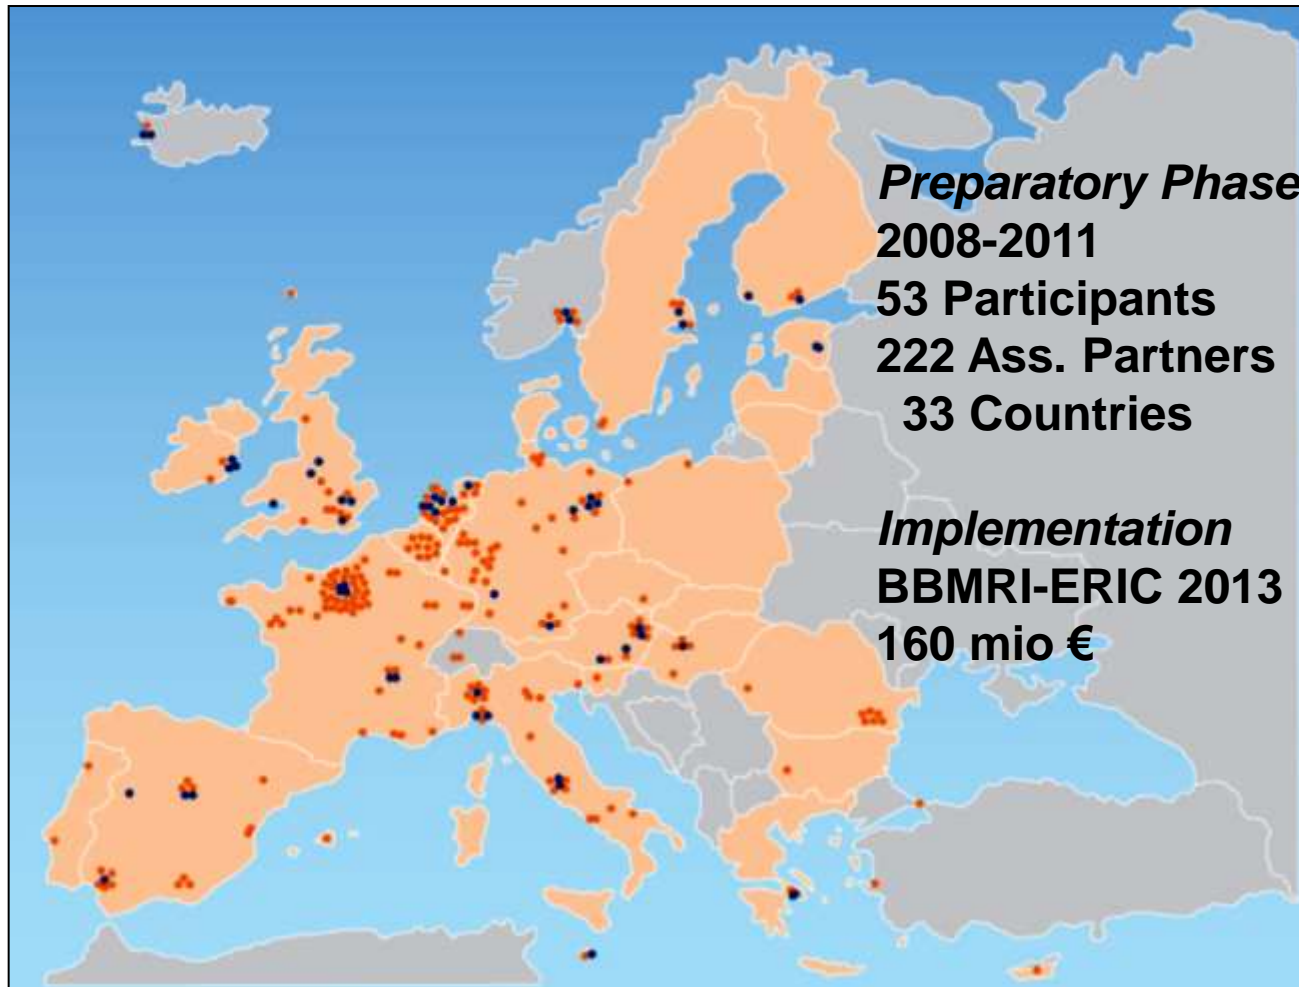 Preparatory Phase
2008-2011
53 Participants
222 Ass. Partners
33 Countries
Implementation
BBMRI-ERIC 2013
160 mio €